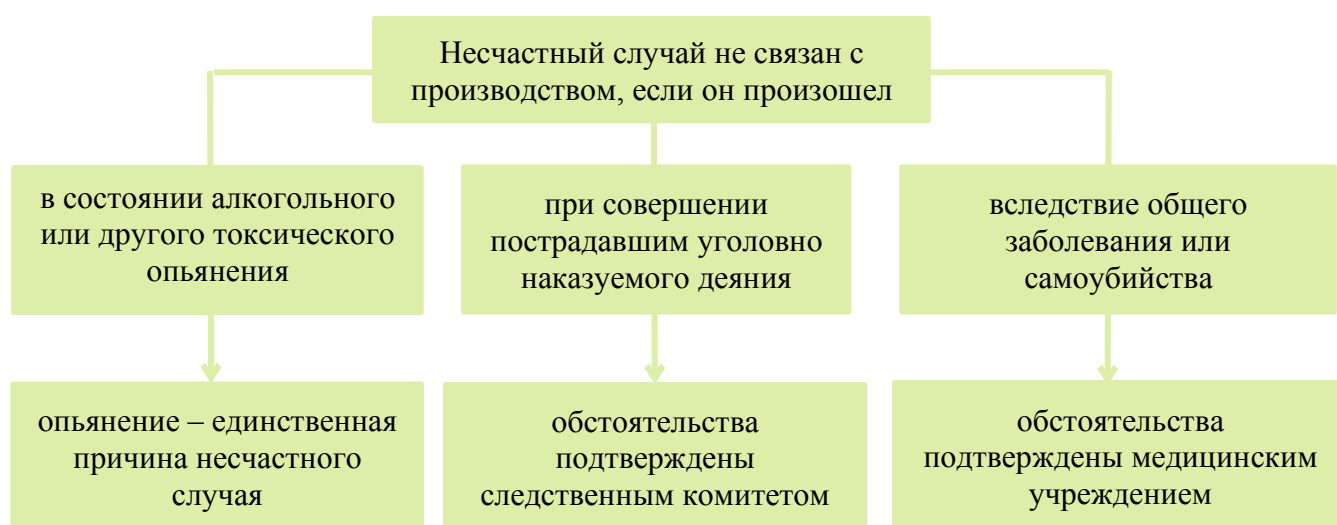 Несчастный случай не связан с
производством, если он произошел
в состоянии алкогольного
или другого токсического
опьянения
при совершении
пострадавшим уголовно
наказуемого деяния
вследствие общего
заболевания или
самоубийства
опьянение – единственная
причина несчастного
случая
обстоятельства
подтверждены
следственным комитетом
обстоятельства
подтверждены медицинским
учреждением